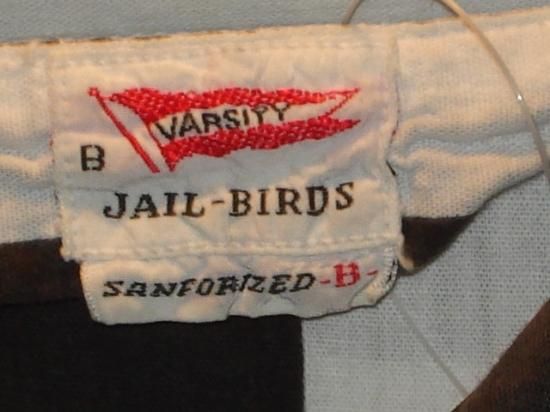 VARSITY
B
JAIL-BIRDS
SANFORIZED -B-